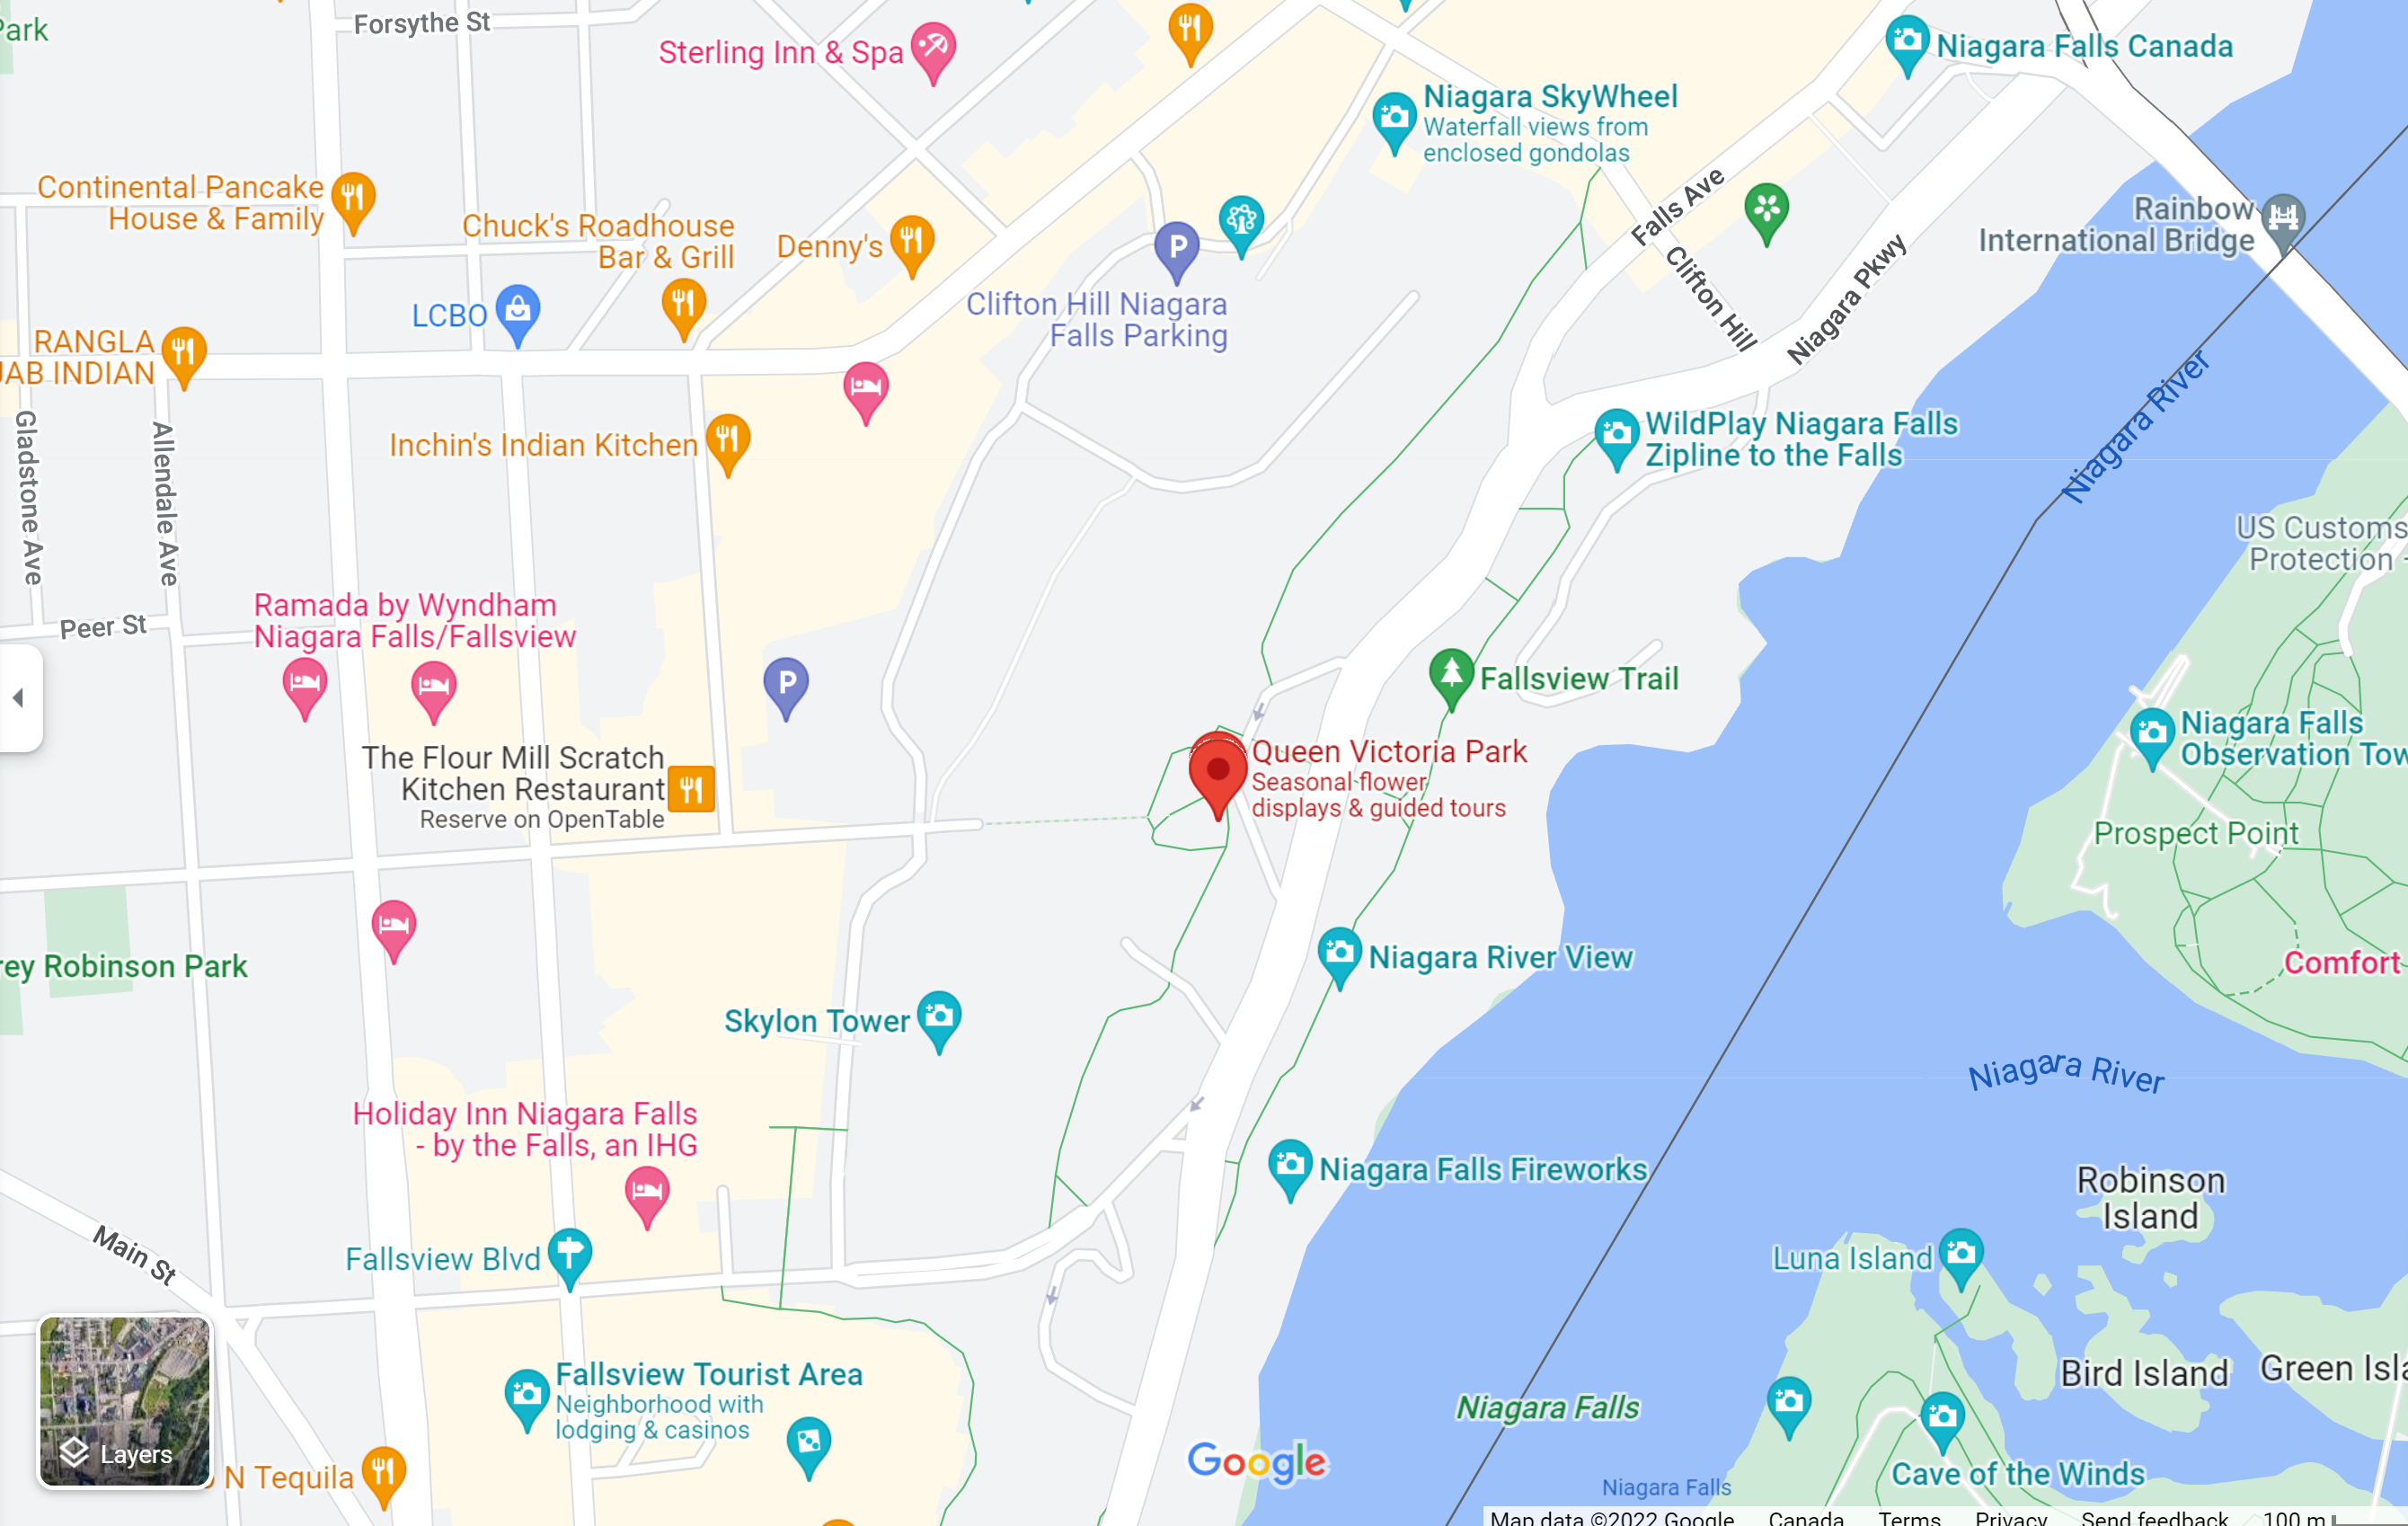 Forsythe St
Park
Sterling Inn & Spa
Niagara Falls Canada
Niagara SkyWheel
Waterfall views from
enclosed gondolas
Continental Pancake
House & Family
Chuck's Roadhouse
Bar & Grill
Denny's
Falls Ave
Rainbow
International Bridge
LCBO
Clifton Hill Niagara
Falls Parking
Clifton Hill
Niagara Pkwy
RANGLA
JAB INDIAN
Niagara River
Inchin's Indian Kitchen
WildPlay Niagara Falls
Zipline to the Falls
Gladstone Ave
Allendale Ave
US Customs
Protection -
Ramada by Wyndham
Niagara Falls/Fallsview
Peer St
P
P
Fallsview Trail
Queen Victoria Park
Seasonal flower
displays & guided tours
The Flour Mill Scratch
Kitchen Restaurant
Reserve on OpenTable
Niagara Falls
Observation Tow
Prospect Point
rey Robinson Park
Niagara River View
Comfort
Skylon Tower
Niagara River
Holiday Inn Niagara Falls
- by the Falls, an IHG
Niagara Falls Fireworks
Robinson
Island
Main St
Fallsview Blvd
Luna Island
Fallsview Tourist Area
Neighborhood with
lodging & casinos
Bird Island
Green Isla
Niagara Falls
Layers
N Tequila
Google
Niagara Falls
Cave of the Winds
Map data ©2022 Google Canada Terms Privacy Send feedback 100 m